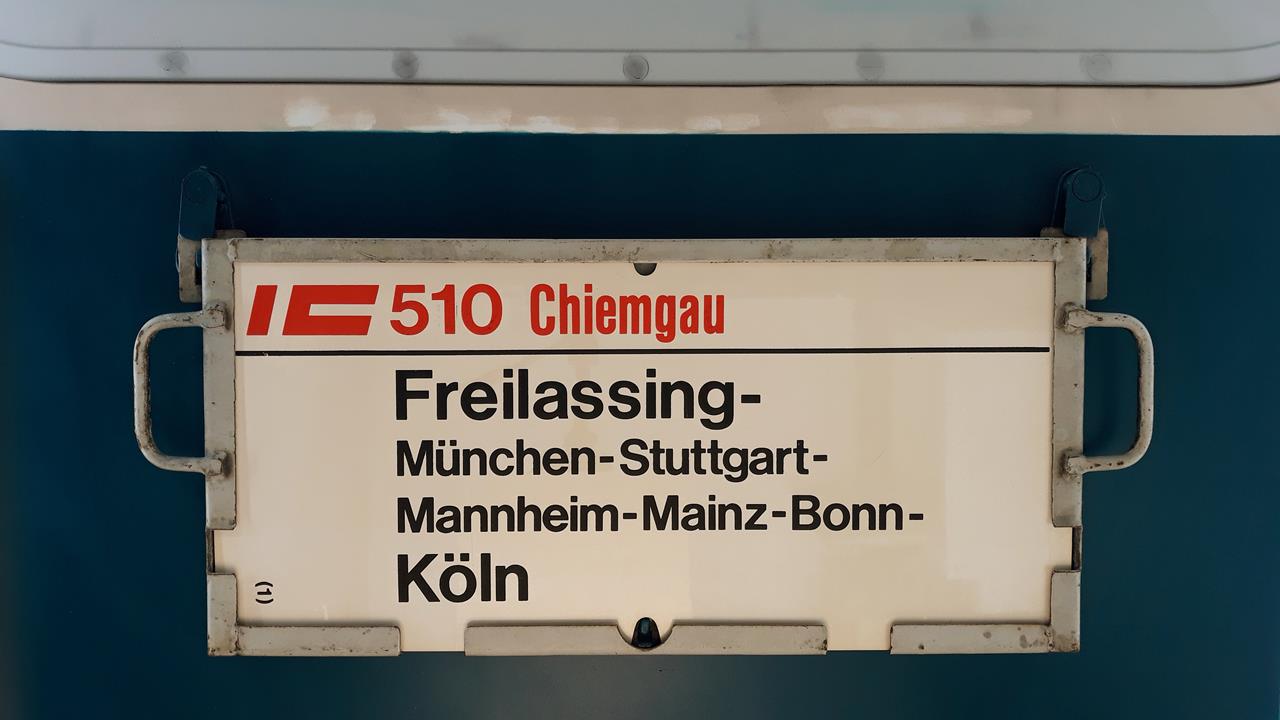 IC 510 Chiemgau
Freilassing-
München-Stuttgart-
Mannheim-Mainz-Bonn-
Köln
(1)